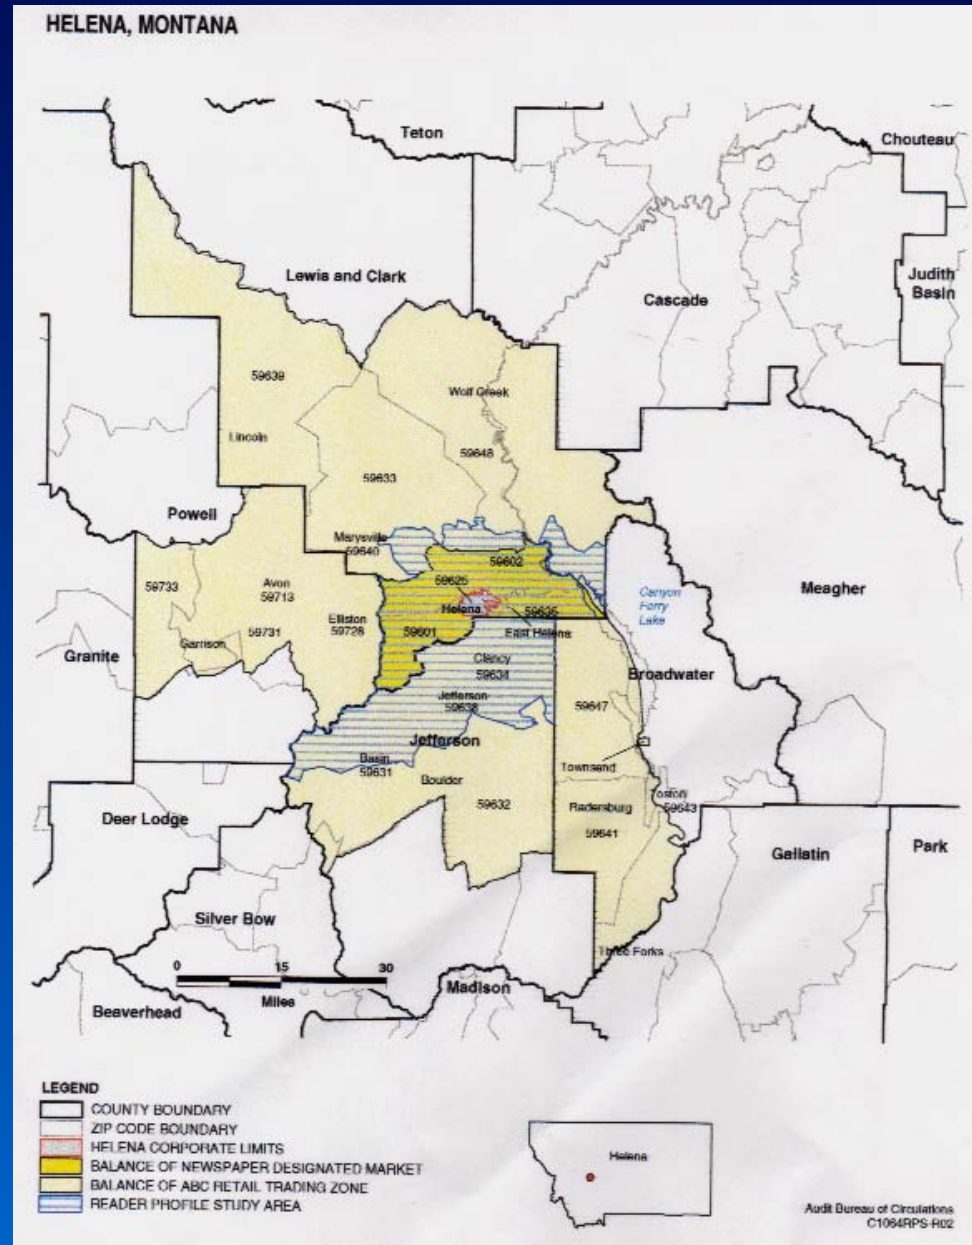 HELENA, MONTANA
Teton
Chouteau
Lewis and Clark
Cascade
Judith
Basin
59639
Wolf Creek
Lincoln
59648
59633
Powell
Marysville
59640
59602
Meagher
59733
Avon
59713
59625
Canyon
Ferry
Lake
Helena
59635
Elliston
59728
59601
East Helena
59731
Garrison
Granite
Clancy
59634
Broadwater
Jefferson
59638
59647
Jefferson
Basin
59631
Boulder
Townsend
Toston
59643
59632
Radersburg
59641
Deer Lodge
Gallatin
Park
Silver Bow
Three Forks
0 15 30
Miles
Madison
Beaverhead
LEGEND
COUNTY BOUNDARY
ZIP CODE BOUNDARY
HELENA CORPORATE LIMITS
BALANCE OF NEWSPAPER DESIGNATED MARKET
BALANCE OF ABC RETAIL TRADING ZONE
READER PROFILE STUDY AREA
Helena
Audit Bureau of Circulations
C1064RPS-R02